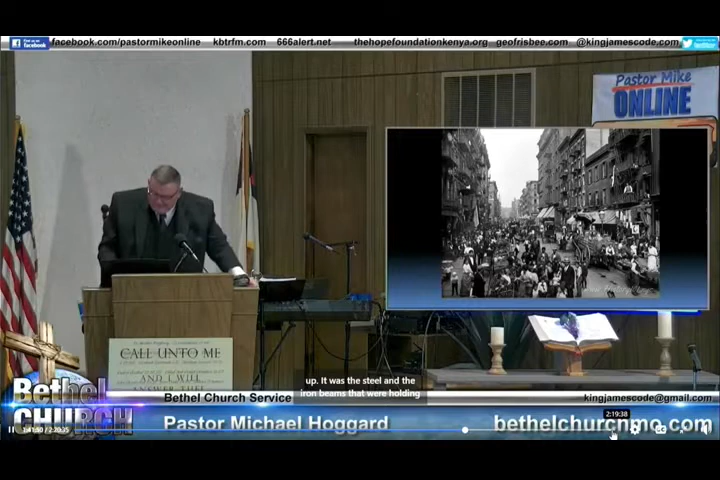 facebook.com/pastormikeonline kbtrfm.com 666alert.net thehopefoundationkenya.org geofrisbee.com @kingjamescode.com
Pastor Mike
ONLINE
CALL UNTO ME
AND I WILL
ANSWER THEE
up. It was the steel and the
iron beams that were holding
Bethel
CHURCH
Bethel Church Service
kingjamescode@gmail.com
Pastor Michael Hoggard
bethelchurchmo.com
2:19:38